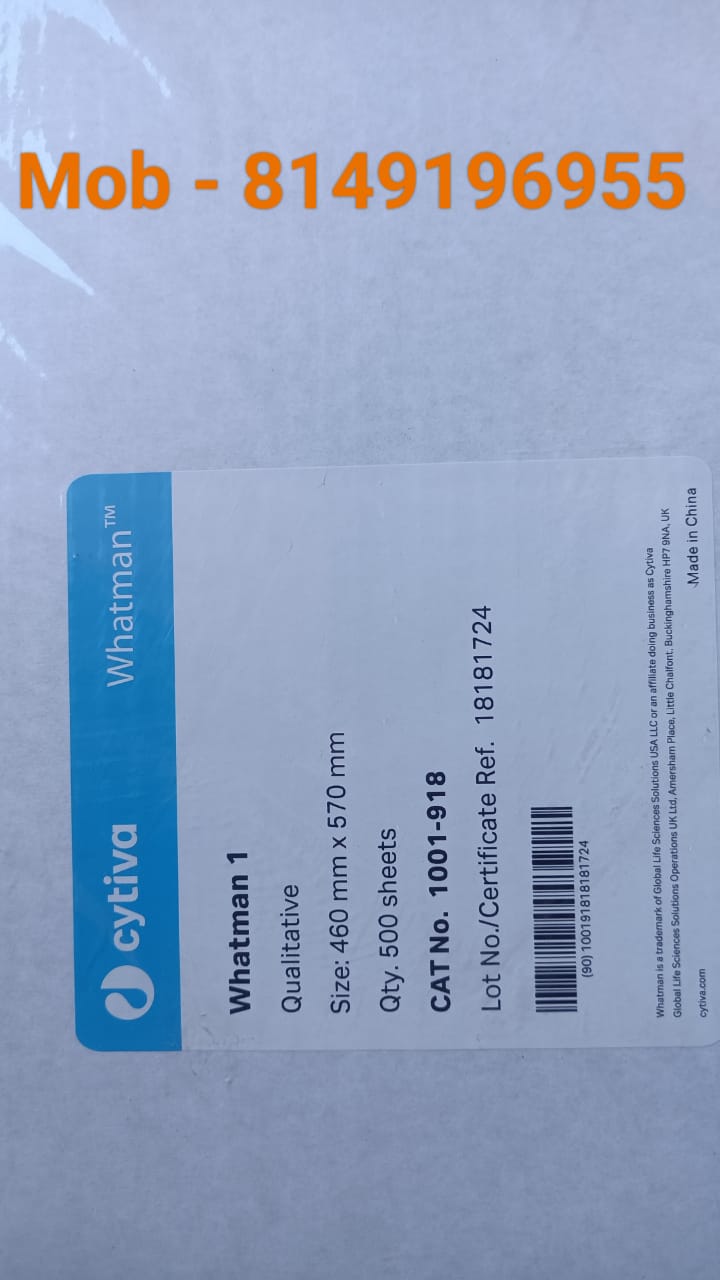 Mob - 8149196955
cytiva
Whatman™
Whatman 1
Qualitative
Size: 460 mm x 570 mm
Qty. 500 sheets
CAT No. 1001-918
Lot No./Certificate Ref. 18181724
(90) 100191818181724
Whatman is a trademark of Global Life Sciences Solutions USA LLC or an affiliate doing business as Cytiva
Global Life Sciences Solutions Operations UK Ltd, Amersham Place, Little Chalfont, Buckinghamshire HP7 9NA, UK
cytiva.com
Made in China